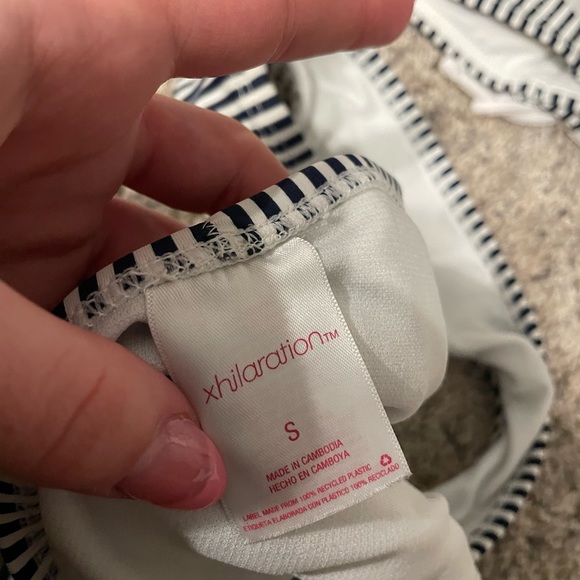 xhilaration™
S
MADE IN CAMBODIA
HECHO EN CAMBOYA
LABEL MADE FROM 100% RECYCLED PLASTIC
ETIQUETA ELABORADA CON PLÁSTICO 100% RECICLADO